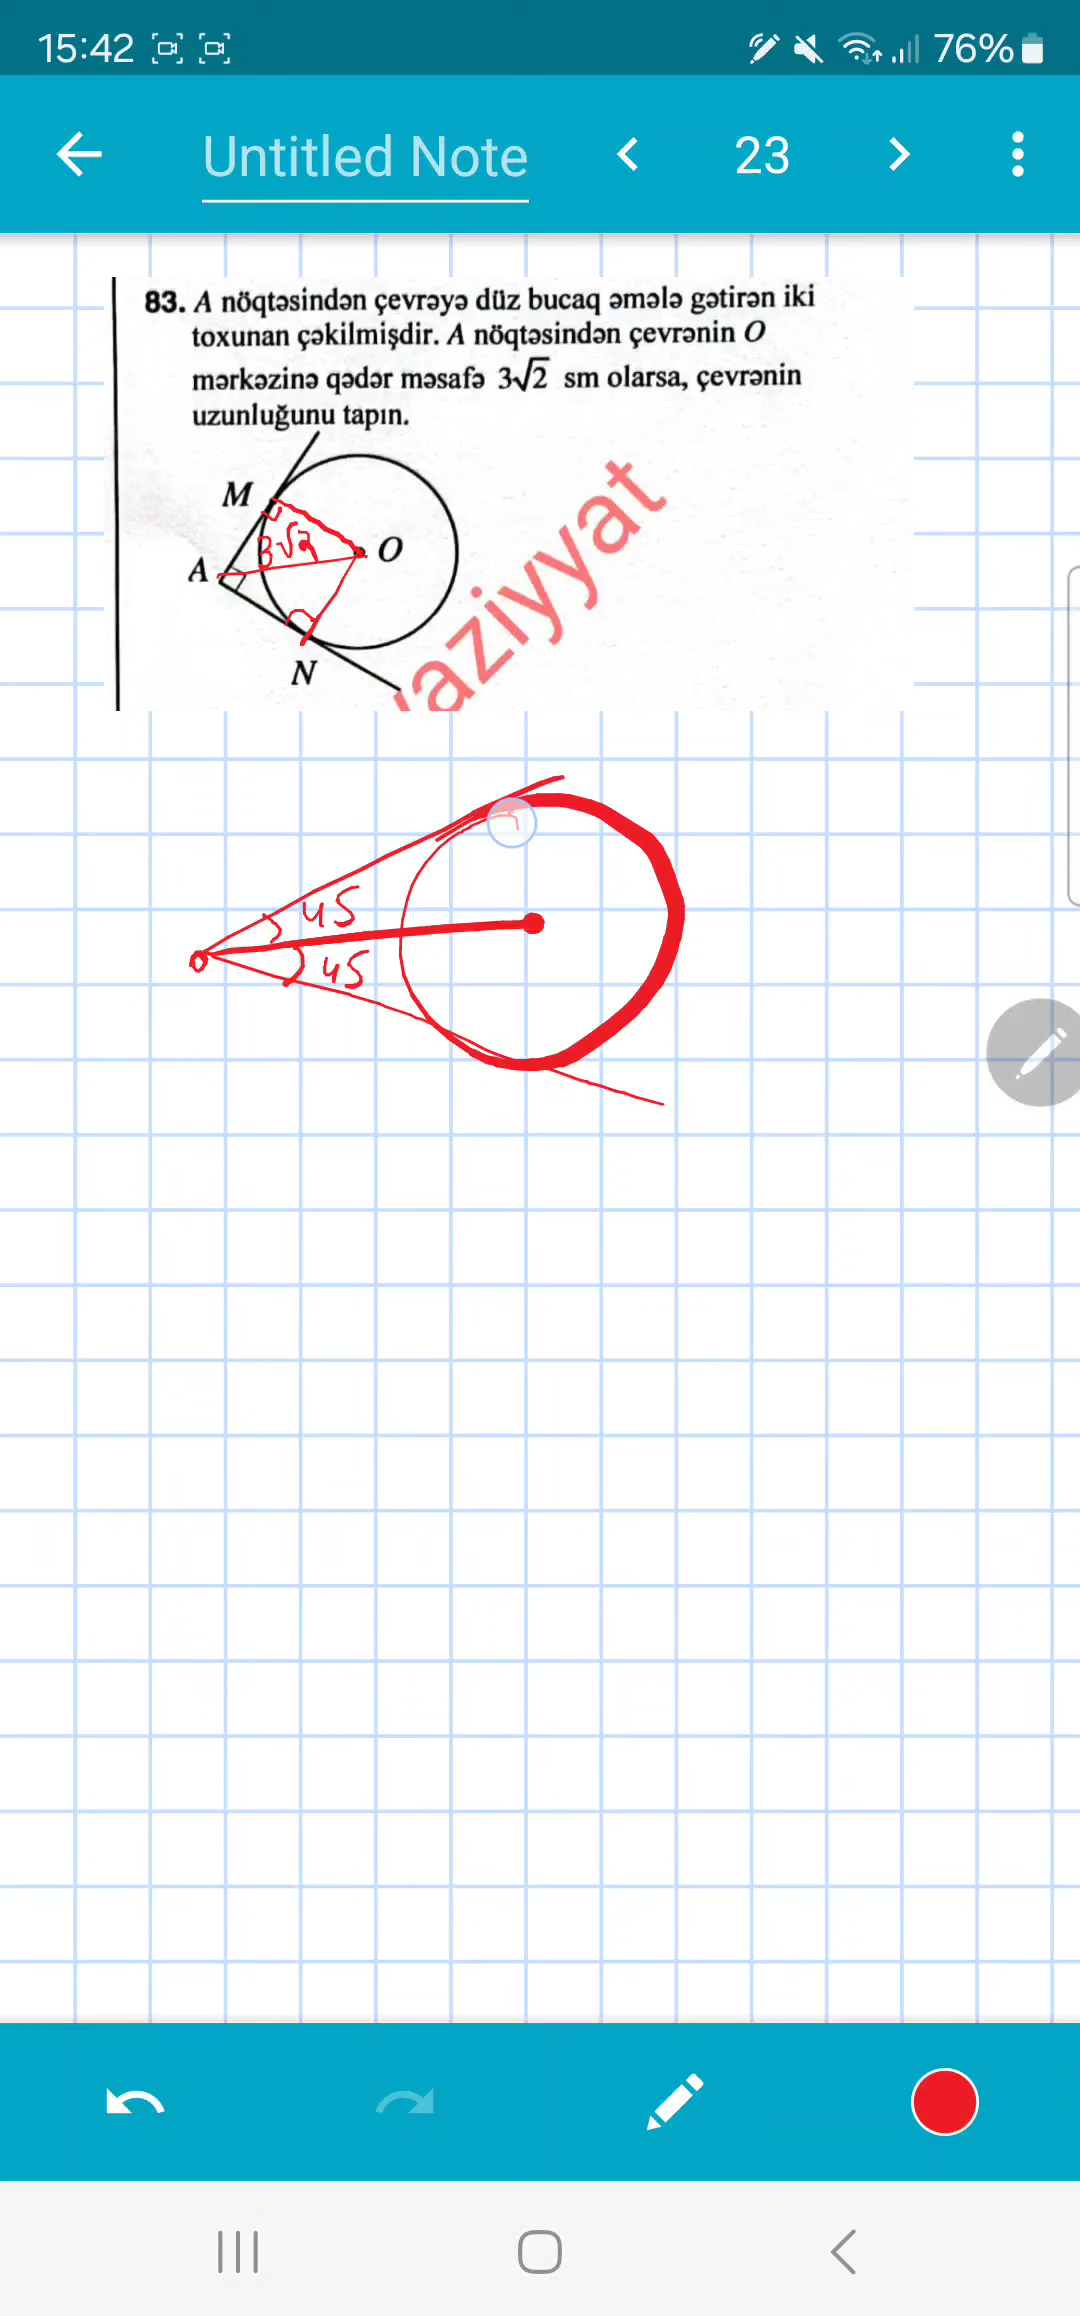 15:42 76%
Untitled Note 23
83. A nöqtəsindən çevrəyə düz bucaq əmələ gətirən iki
toxunan çəkilmişdir. A nöqtəsindən çevrənin O
mərkəzinə qədər məsafə 3√2 sm olarsa, çevrənin
uzunluğunu tapın.
M
3√2
O
A
N
aziyyat
45
45